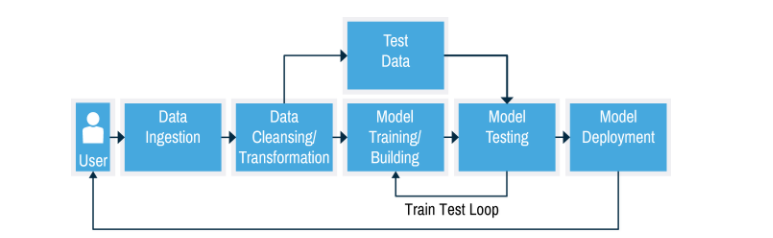 Test
Data
User
Data
Ingestion
Data
Cleansing/
Transformation
Model
Training/
Building
Model
Testing
Model
Deployment
Train Test Loop